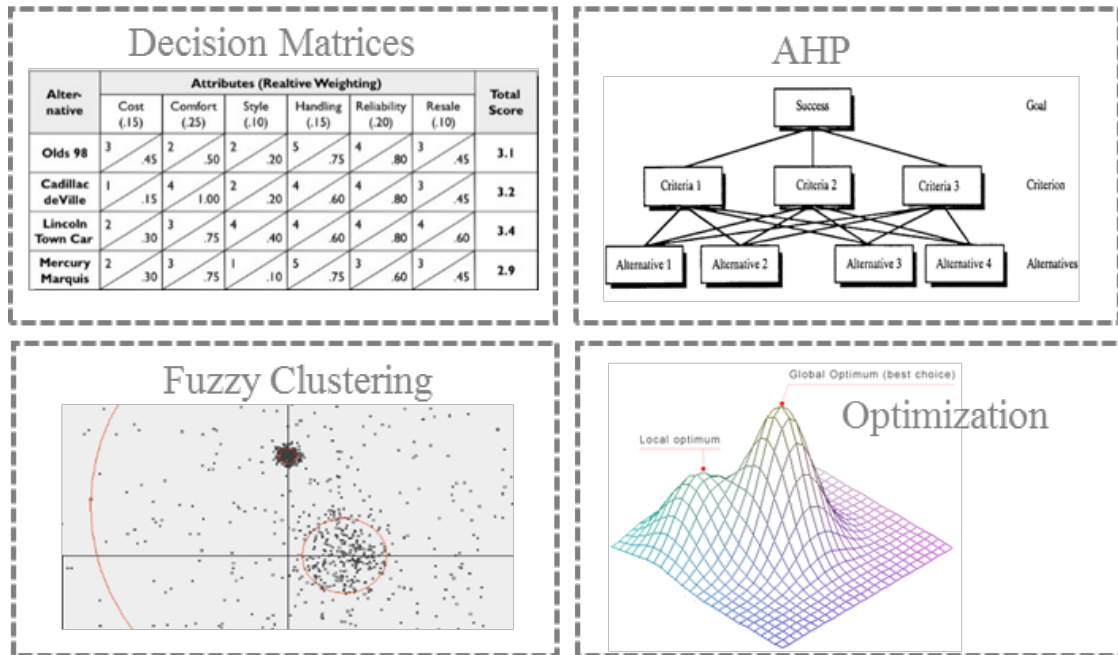 Decision Matrices
Alter-
native
Attributes (Realtive Weighting)
Total
Score
Cost
(.15)
Comfort
(.25)
Style
(.10)
Handling
(.15)
Reliability
(.20)
Resale
(.10)
Olds 98
3 .45
2 .50
2 .20
5 .75
4 .80
3 .45
3.1
Cadillac
deVille
1 .15
4 1.00
2 .20
4 .60
4 .80
3 .45
3.2
Lincoln
Town Car
2 .30
3 .75
4 .40
4 .60
4 .80
4 .60
3.4
Mercury
Marquis
2 .30
3 .75
1 .10
5 .75
3 .60
3 .45
2.9
AHP
Success
Goal
Criteria 1
Criteria 2
Criteria 3
Criterion
Alternative 1
Alternative 2
Alternative 3
Alternative 4
Alternatives
Fuzzy Clustering
Global Optimum (best choice)
Optimization
Local optimum